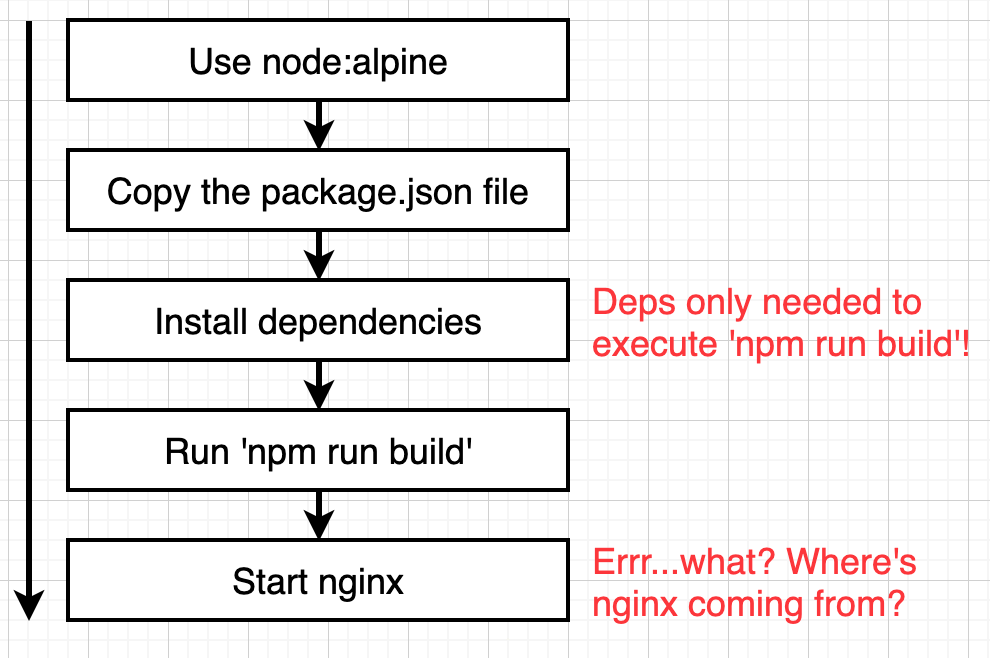 Use node:alpine
Copy the package.json file
Install dependencies
Deps only needed to
execute 'npm run build'!
Run 'npm run build'
Start nginx
Errr...what? Where's
nginx coming from?